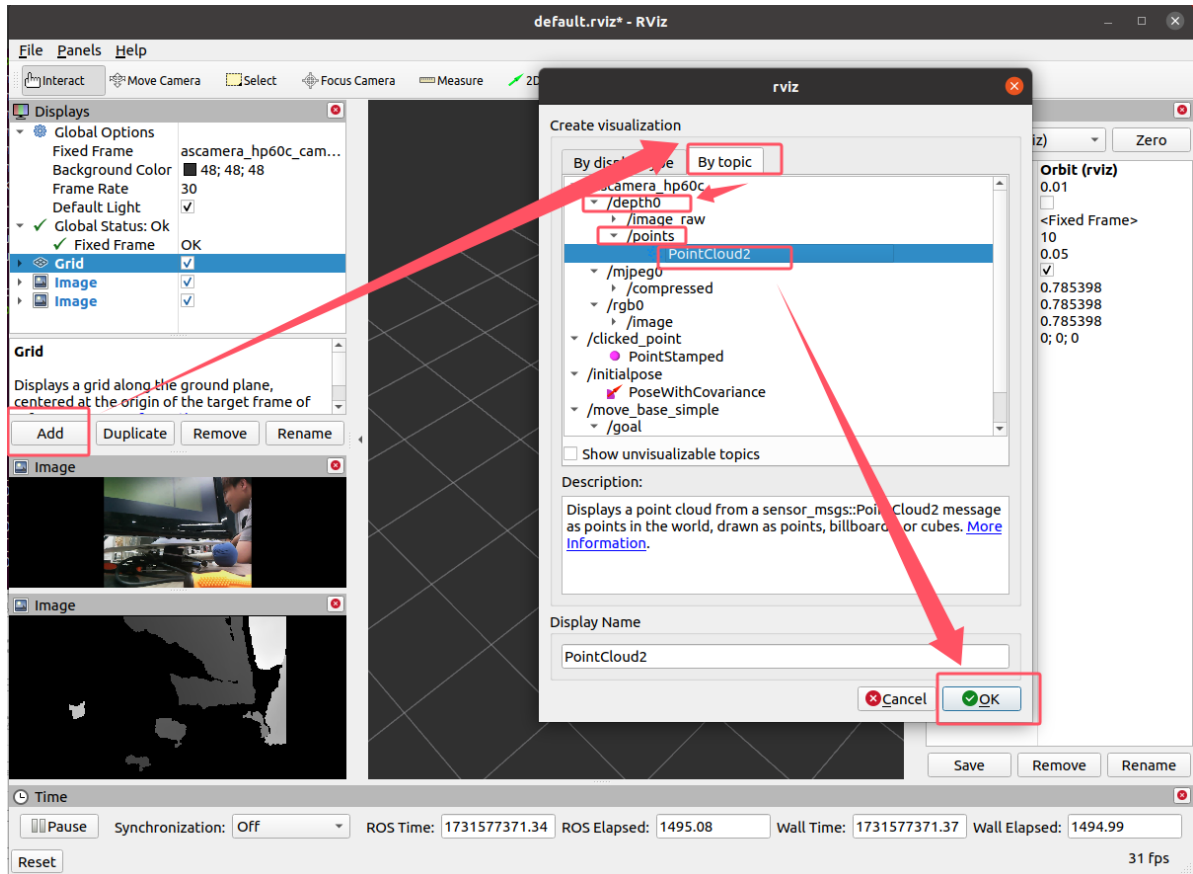 default.rviz* - RViz
File Panels Help
Interact Move Camera Select Focus Camera Measure 2D
Displays
Global Options
Fixed Frame ascamera_hp60c_cam...
Background Color 48; 48; 48
Frame Rate 30
Default Light
Global Status: Ok
Fixed Frame OK
Grid
Image
Image
Grid
Displays a grid along the ground plane,
centered at the origin of the target frame of
Add Duplicate Remove Rename
Image
Image
rviz
Create visualization
By topic
ascamera_hp60c
/depth0
/image_raw
/points
PointCloud2
/mjpeg0
/compressed
/rgb0
/image
/clicked_point
PointStamped
/initialpose
PoseWithCovariance
/move_base_simple
/goal
Show unvisualizable topics
Description:
Displays a point cloud from a sensor_msgs::PointCloud2 message
as points in the world, drawn as points, billboards, or cubes. More
Information.
Display Name
PointCloud2
Cancel OK
iz) Zero
Orbit (rviz)
0.01
<Fixed Frame>
10
0.05
0.785398
0.785398
0.785398
0; 0; 0
Save Remove Rename
Time
Pause Synchronization: Off ROS Time: 1731577371.34 ROS Elapsed: 1495.08 Wall Time: 1731577371.37 Wall Elapsed: 1494.99
Reset 31 fps